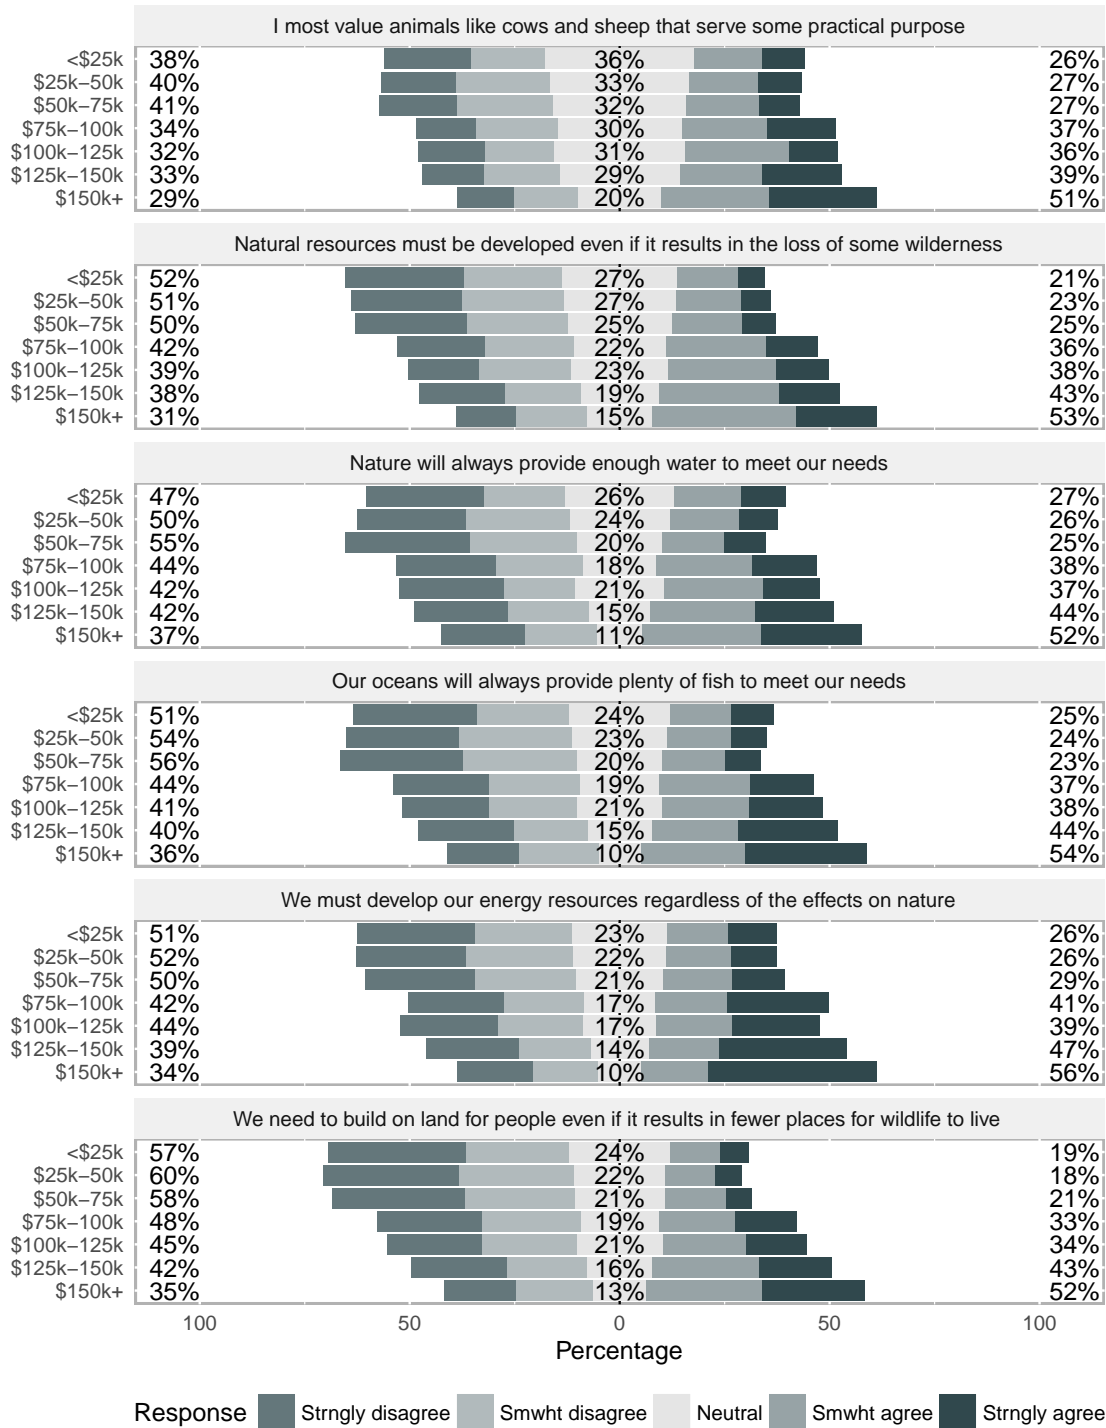 I most value animals like cows and sheep that serve some practical purpose
<$25k 38% 36% 26%
$25k−50k 40% 33% 27%
$50k−75k 41% 32% 27%
$75k−100k 34% 30% 37%
$100k−125k 32% 31% 36%
$125k−150k 33% 29% 39%
$150k+ 29% 20% 51%
Natural resources must be developed even if it results in the loss of some wilderness
<$25k 52% 27% 21%
$25k−50k 51% 27% 23%
$50k−75k 50% 25% 25%
$75k−100k 42% 22% 36%
$100k−125k 39% 23% 38%
$125k−150k 38% 19% 43%
$150k+ 31% 15% 53%
Nature will always provide enough water to meet our needs
<$25k 47% 26% 27%
$25k−50k 50% 24% 26%
$50k−75k 55% 20% 25%
$75k−100k 44% 18% 38%
$100k−125k 42% 21% 37%
$125k−150k 42% 15% 44%
$150k+ 37% 11% 52%
Our oceans will always provide plenty of fish to meet our needs
<$25k 51% 24% 25%
$25k−50k 54% 23% 24%
$50k−75k 56% 20% 23%
$75k−100k 44% 19% 37%
$100k−125k 41% 21% 38%
$125k−150k 40% 15% 44%
$150k+ 36% 10% 54%
We must develop our energy resources regardless of the effects on nature
<$25k 51% 23% 26%
$25k−50k 52% 22% 26%
$50k−75k 50% 21% 29%
$75k−100k 42% 17% 41%
$100k−125k 44% 17% 39%
$125k−150k 39% 14% 47%
$150k+ 34% 10% 56%
We need to build on land for people even if it results in fewer places for wildlife to live
<$25k 57% 24% 19%
$25k−50k 60% 22% 18%
$50k−75k 58% 21% 21%
$75k−100k 48% 19% 33%
$100k−125k 45% 21% 34%
$125k−150k 42% 16% 43%
$150k+ 35% 13% 52%
100 50 0 50 100
Percentage
Response Strngly disagree Smwht disagree Neutral Smwht agree Strngly agree